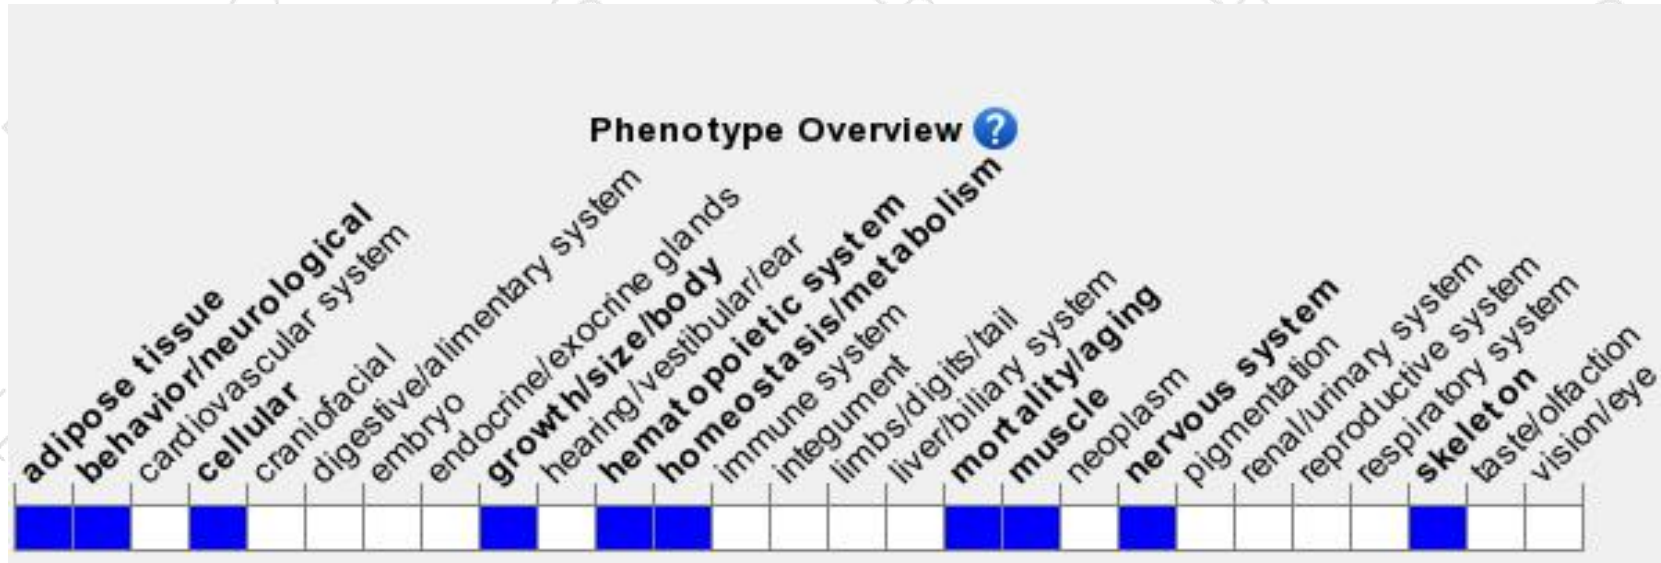 Phenotype Overview ?
adipose tissue
behavior/neurological
cardiovascular system
cellular
craniofacial
digestive/alimentary system
embryo
endocrine/exocrine glands
growth/size/body
hearing/vestibular/ear
hematopoietic system
homeostasis/metabolism
immune system
integument
limbs/digits/tail
liver/biliary system
mortality/aging
muscle
neoplasm
nervous system
pigmentation
renal/urinary system
reproductive system
respiratory system
skeleton
taste/olfaction
vision/eye